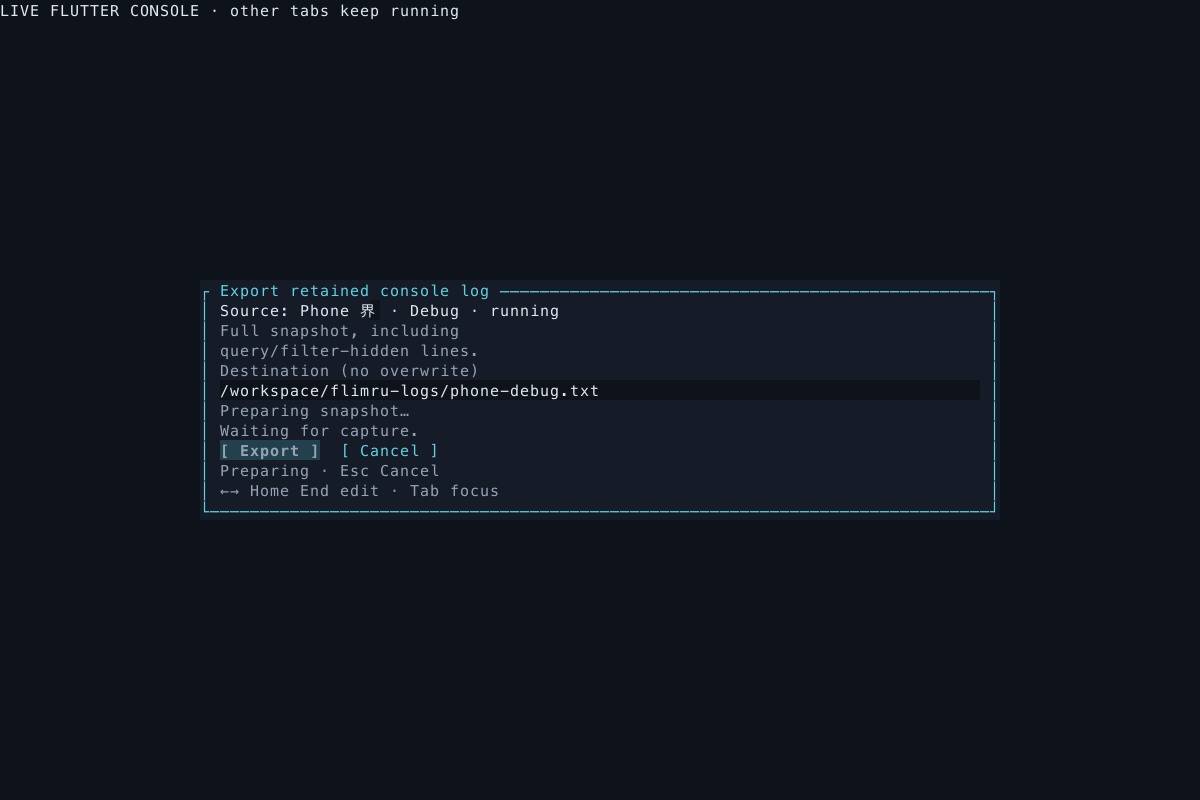 LIVE FLUTTER CONSOLE · other tabs keep running
Export retained console log
Source: Phone 界 · Debug · running
Full snapshot, including
query/filter-hidden lines.
Destination (no overwrite)
/workspace/flimru-logs/phone-debug.txt
Preparing snapshot…
Waiting for capture.
[ Export ]  [ Cancel ]
Preparing · Esc Cancel
←→ Home End edit · Tab focus